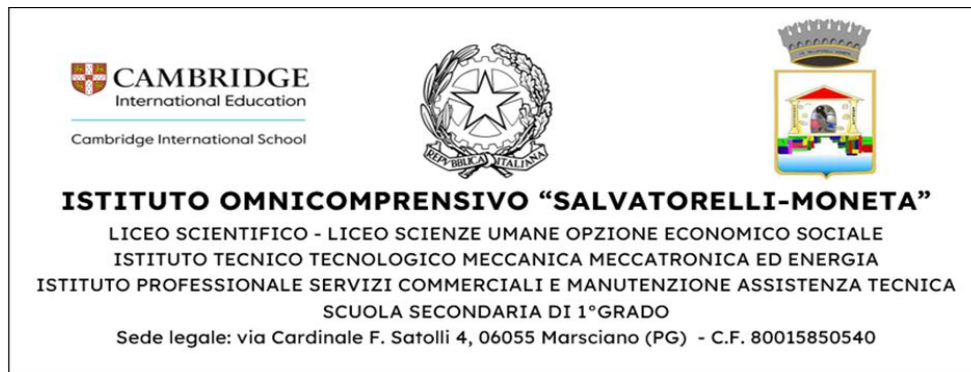 CAMBRIDGE
International Education
Cambridge International School
REPVBBLICA ITALIANA
ISTITUTO OMNICOMPRENSIVO “SALVATORELLI-MONETA”
LICEO SCIENTIFICO - LICEO SCIENZE UMANE OPZIONE ECONOMICO SOCIALE
ISTITUTO TECNICO TECNOLOGICO MECCANICA MECCATRONICA ED ENERGIA
ISTITUTO PROFESSIONALE SERVIZI COMMERCIALI E MANUTENZIONE ASSISTENZA TECNICA
SCUOLA SECONDARIA DI 1°GRADO
Sede legale: via Cardinale F. Satolli 4, 06055 Marsciano (PG) - C.F. 80015850540